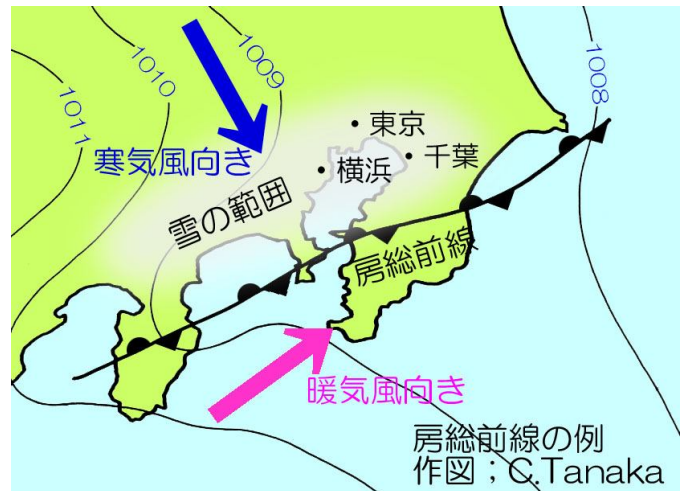 1009
1010
1011
1008
東京
千葉
横浜
寒気風向き
雪の範囲
房総前線
暖気風向き
房総前線の例
作図；C.Tanaka